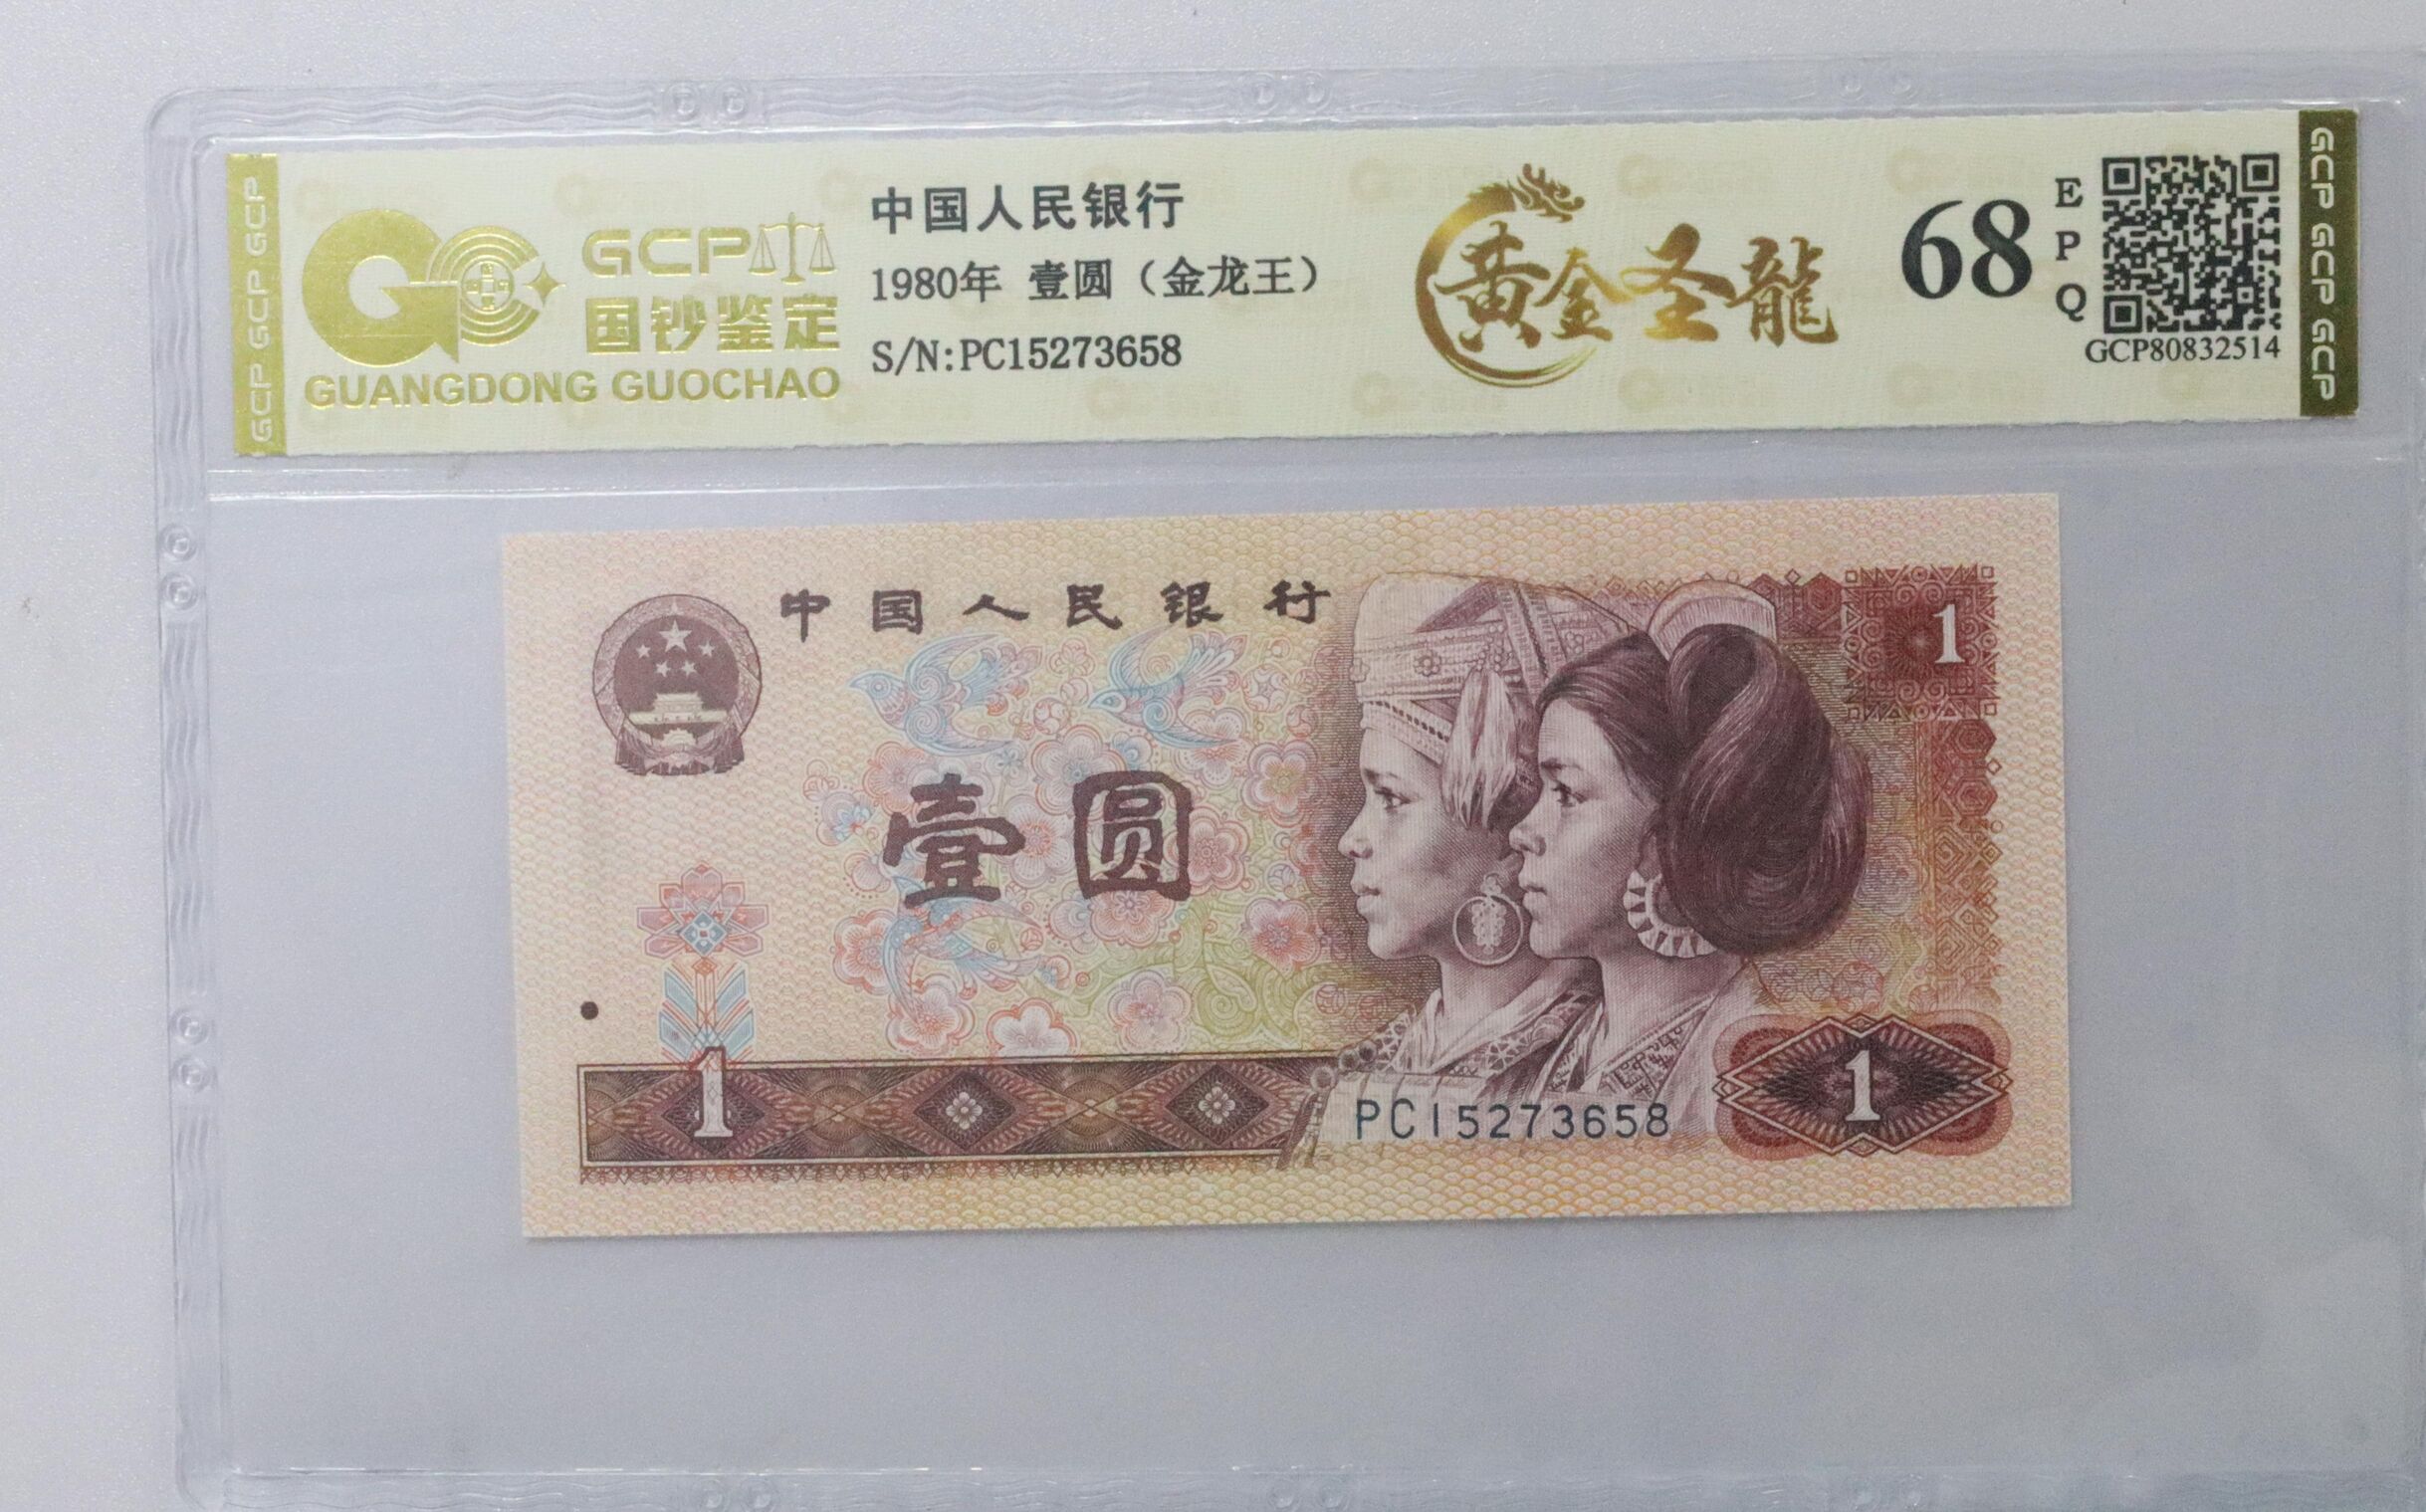 GCP GCP GCP
GCP
国钞鉴定
GUANGDONG GUOCHAO
中国人民银行
1980年 壹圆（金龙王）
S/N:PC15273658
黄金圣龍
68
E
P
Q
GCP80832514
GCP GCP GCP
中国人民银行
1
壹圆
1
PC15273658
1